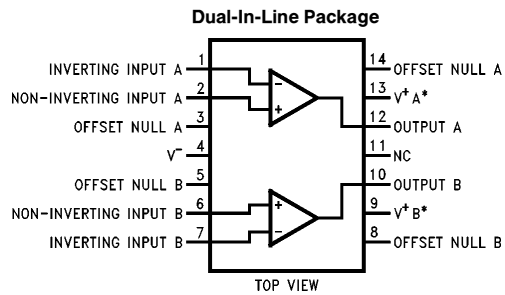 Dual-In-Line Package
INVERTING INPUT A 1
NON-INVERTING INPUT A 2
OFFSET NULL A 3
V⁻ 4
OFFSET NULL B 5
NON-INVERTING INPUT B 6
INVERTING INPUT B 7
14 OFFSET NULL A
13 V⁺ A*
12 OUTPUT A
11 NC
10 OUTPUT B
9 V⁺ B*
8 OFFSET NULL B
−
+
+
−
TOP VIEW